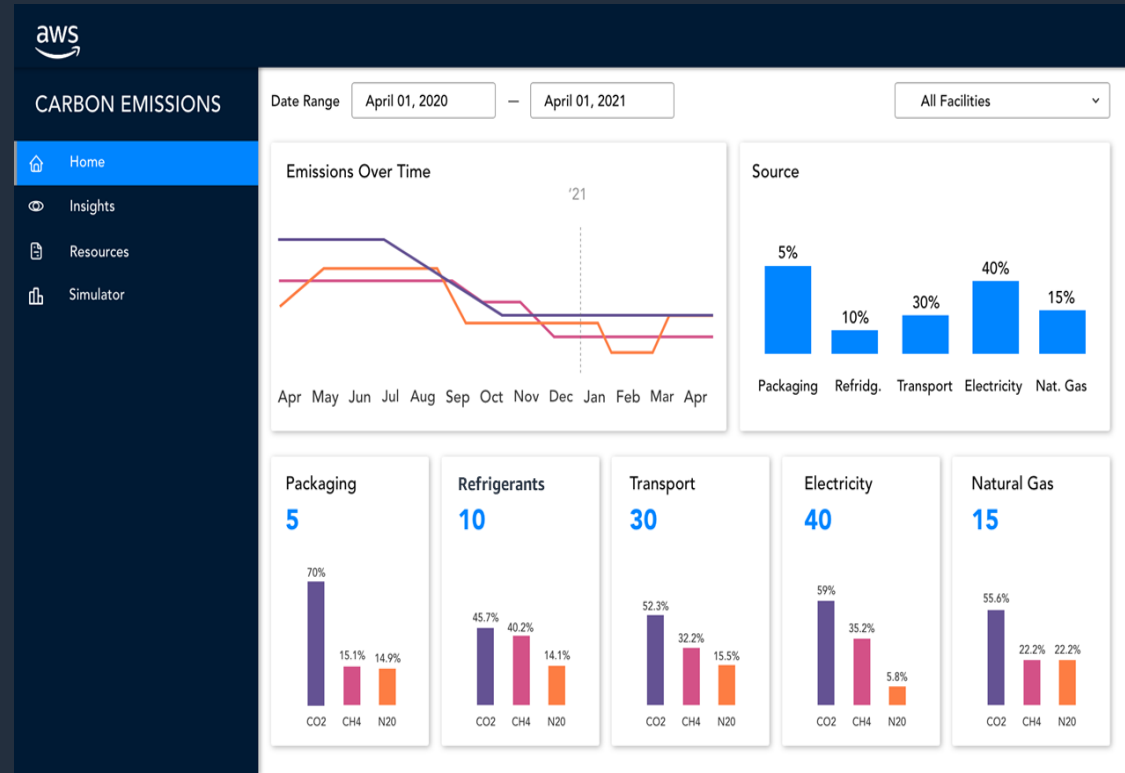 aws
CARBON EMISSIONS
Home
Insights
Resources
Simulator
Date Range April 01, 2020 — April 01, 2021 All Facilities
Emissions Over Time
'21
Apr May Jun Jul Aug Sep Oct Nov Dec Jan Feb Mar Apr
Source
5% 10% 30% 40% 15%
Packaging Refridg. Transport Electricity Nat. Gas
Packaging
5
70% 15.1% 14.9%
CO2 CH4 N20
Refrigerants
10
45.7% 40.2% 14.1%
CO2 CH4 N20
Transport
30
52.3% 32.2% 15.5%
CO2 CH4 N20
Electricity
40
59% 35.2% 5.8%
CO2 CH4 N20
Natural Gas
15
55.6% 22.2% 22.2%
CO2 CH4 N20